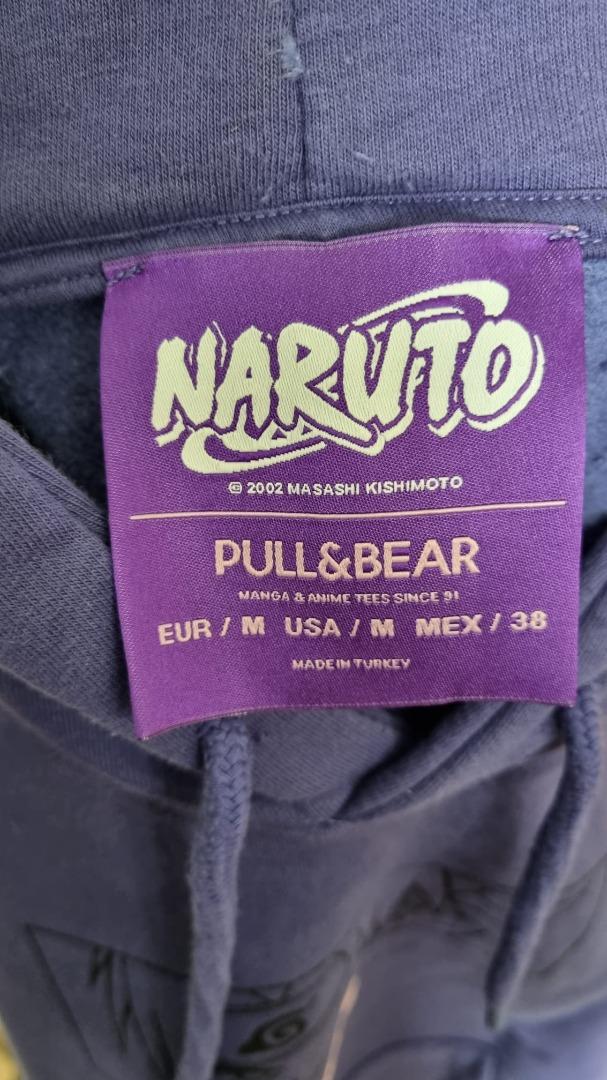 NARUTO
© 2002 MASASHI KISHIMOTO
PULL&BEAR
MANGA & ANIME TEES SINCE 91
EUR / M USA / M MEX / 38
MADE IN TURKEY